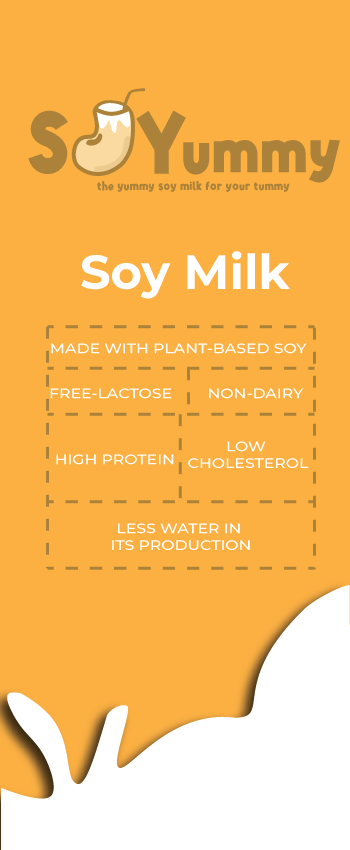 SOYummy
the yummy soy milk for your tummy
Soy Milk
MADE WITH PLANT-BASED SOY
FREE-LACTOSE NON-DAIRY
HIGH PROTEIN
LOW
CHOLESTEROL
LESS WATER IN
ITS PRODUCTION